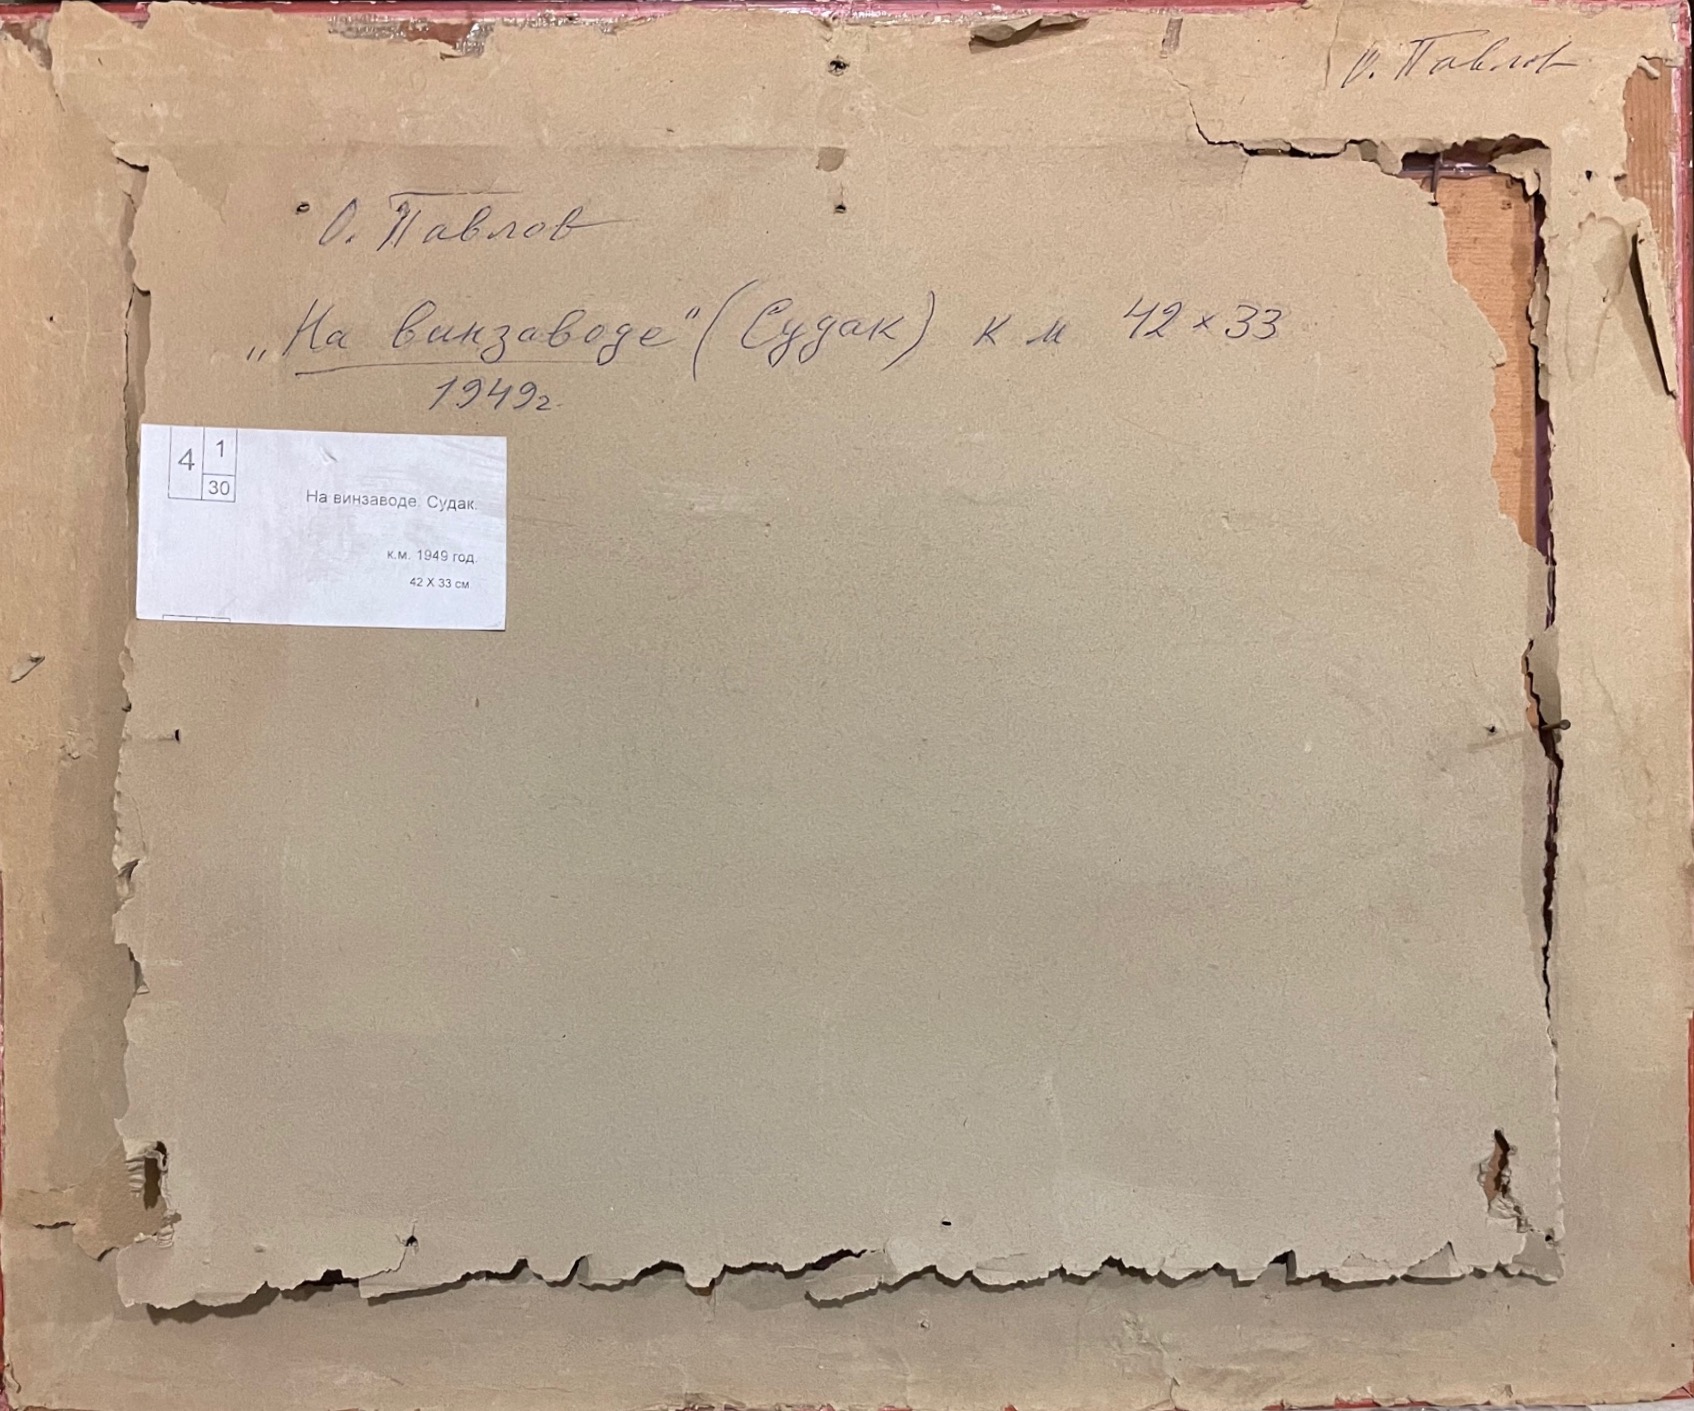 О. Павлов
О. Павлов
„На винзаводе" (Судак) к м 42×33
1949г.
4 1
30
На винзаводе. Судак.
к.м. 1949 год.
42 Х 33 см